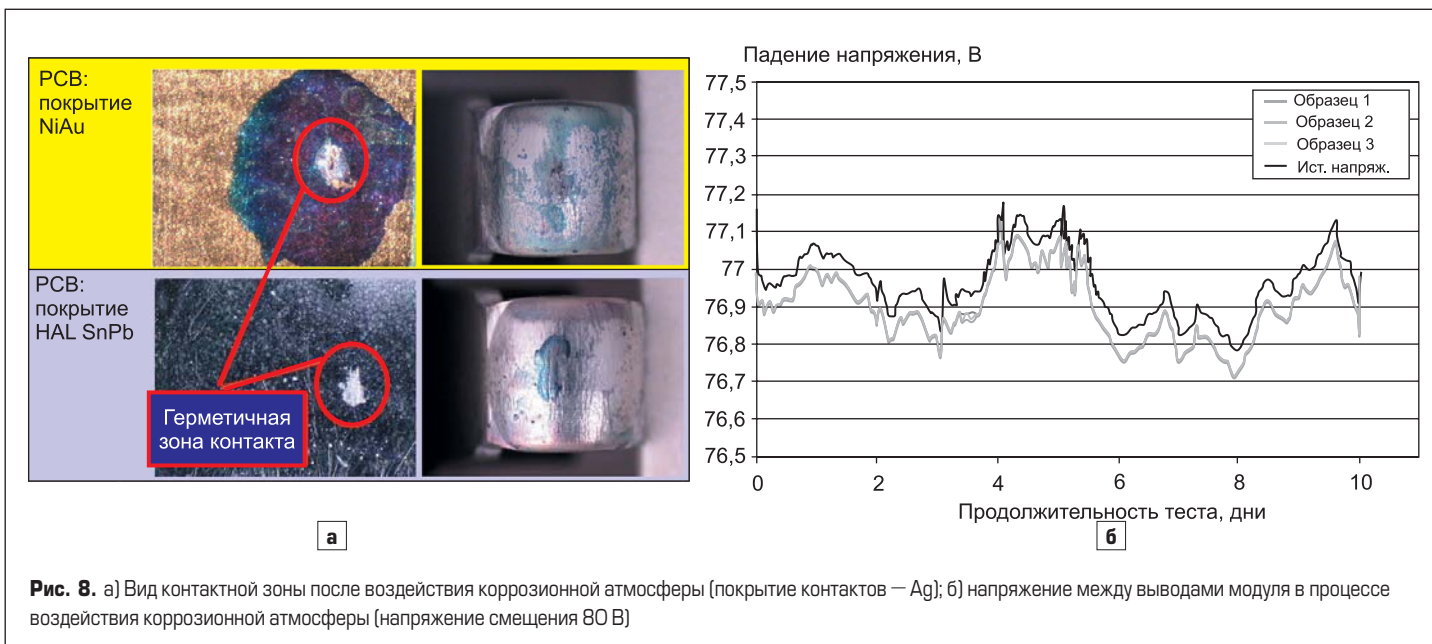 PCB:
покрытие
NiAu
PCB:
покрытие
HAL SnPb
Герметичная
зона контакта
а
Падение напряжения, В
77,5
77,4
77,3
77,2
77,1
77
76,9
76,8
76,7
76,6
76,5
Образец 1
Образец 2
Образец 3
Ист. напряж.
0
2
4
6
8
10
Продолжительность теста, дни
б
Рис. 8. а) Вид контактной зоны после воздействия коррозионной атмосферы (покрытие контактов — Ag); б) напряжение между выводами модуля в процессе
воздействия коррозионной атмосферы (напряжение смещения 80 В)